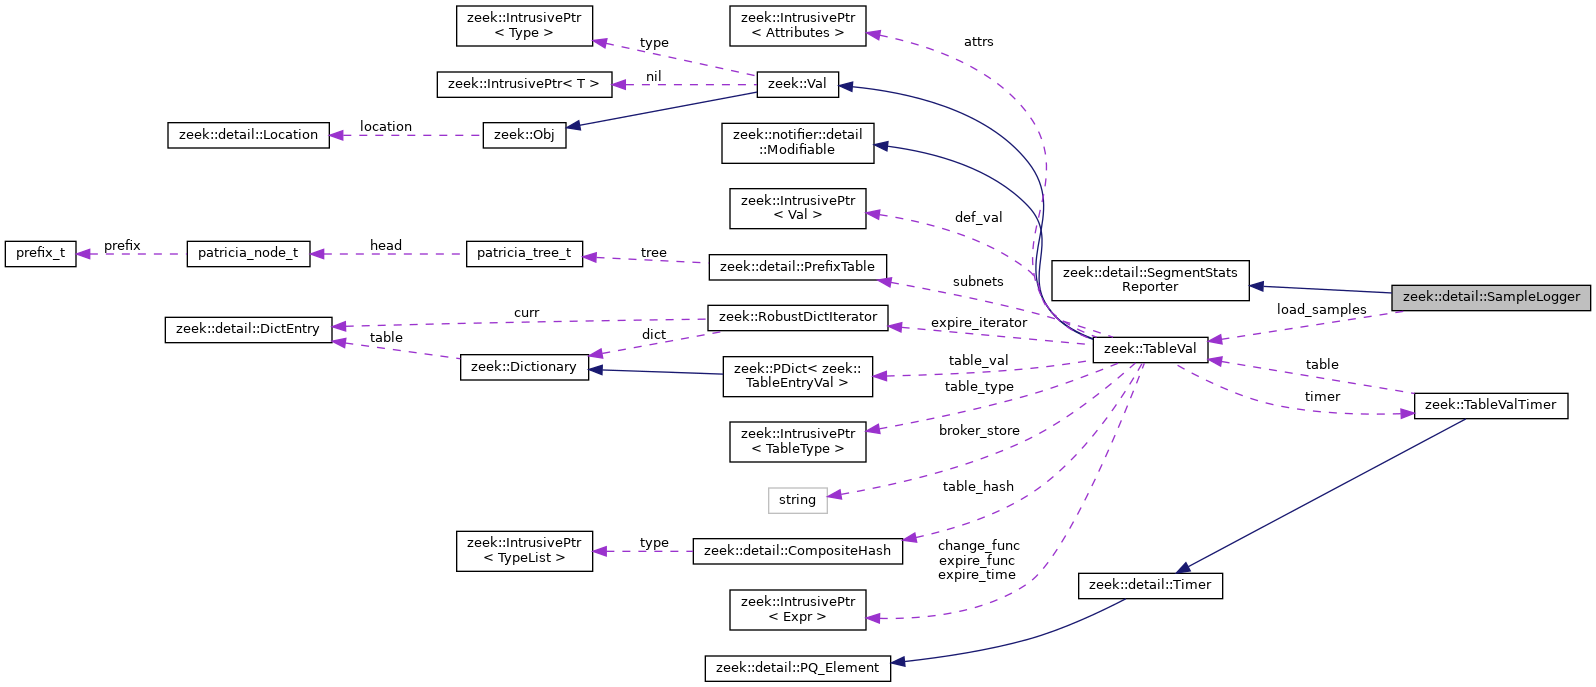 zeek::IntrusivePtr
< Type >
zeek::IntrusivePtr
< Attributes >
type
attrs
zeek::IntrusivePtr< T >
nil
zeek::Val
zeek::detail::Location
location
zeek::Obj
zeek::notifier::detail
::Modifiable
zeek::IntrusivePtr
< Val >
def_val
prefix_t
prefix
patricia_node_t
head
patricia_tree_t
tree
zeek::detail::PrefixTable
subnets
zeek::detail::SegmentStats
Reporter
zeek::detail::SampleLogger
load_samples
zeek::detail::DictEntry
curr
table
zeek::RobustDictIterator
dict
expire_iterator
zeek::TableVal
zeek::Dictionary
zeek::PDict< zeek::
TableEntryVal >
table_val
table_type
table
timer
zeek::TableValTimer
zeek::IntrusivePtr
< TableType >
broker_store
string
table_hash
zeek::IntrusivePtr
< TypeList >
type
zeek::detail::CompositeHash
change_func
expire_func
expire_time
zeek::detail::Timer
zeek::IntrusivePtr
< Expr >
zeek::detail::PQ_Element